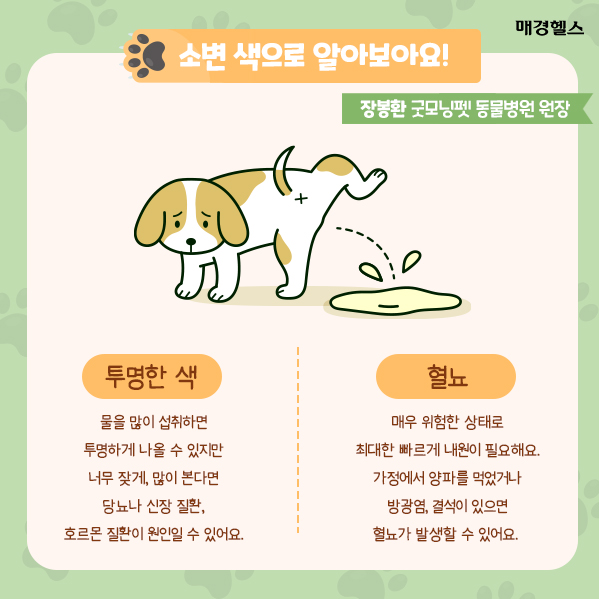 매경헬스
소변 색으로 알아보아요!
장봉환 굿모닝펫 동물병원 원장
투명한 색
물을 많이 섭취하면
투명하게 나올 수 있지만
너무 잦게, 많이 본다면
당뇨나 신장 질환,
호르몬 질환이 원인일 수 있어요.
혈뇨
매우 위험한 상태로
최대한 빠르게 내원이 필요해요.
가정에서 양파를 먹었거나
방광염, 결석이 있으면
혈뇨가 발생할 수 있어요.